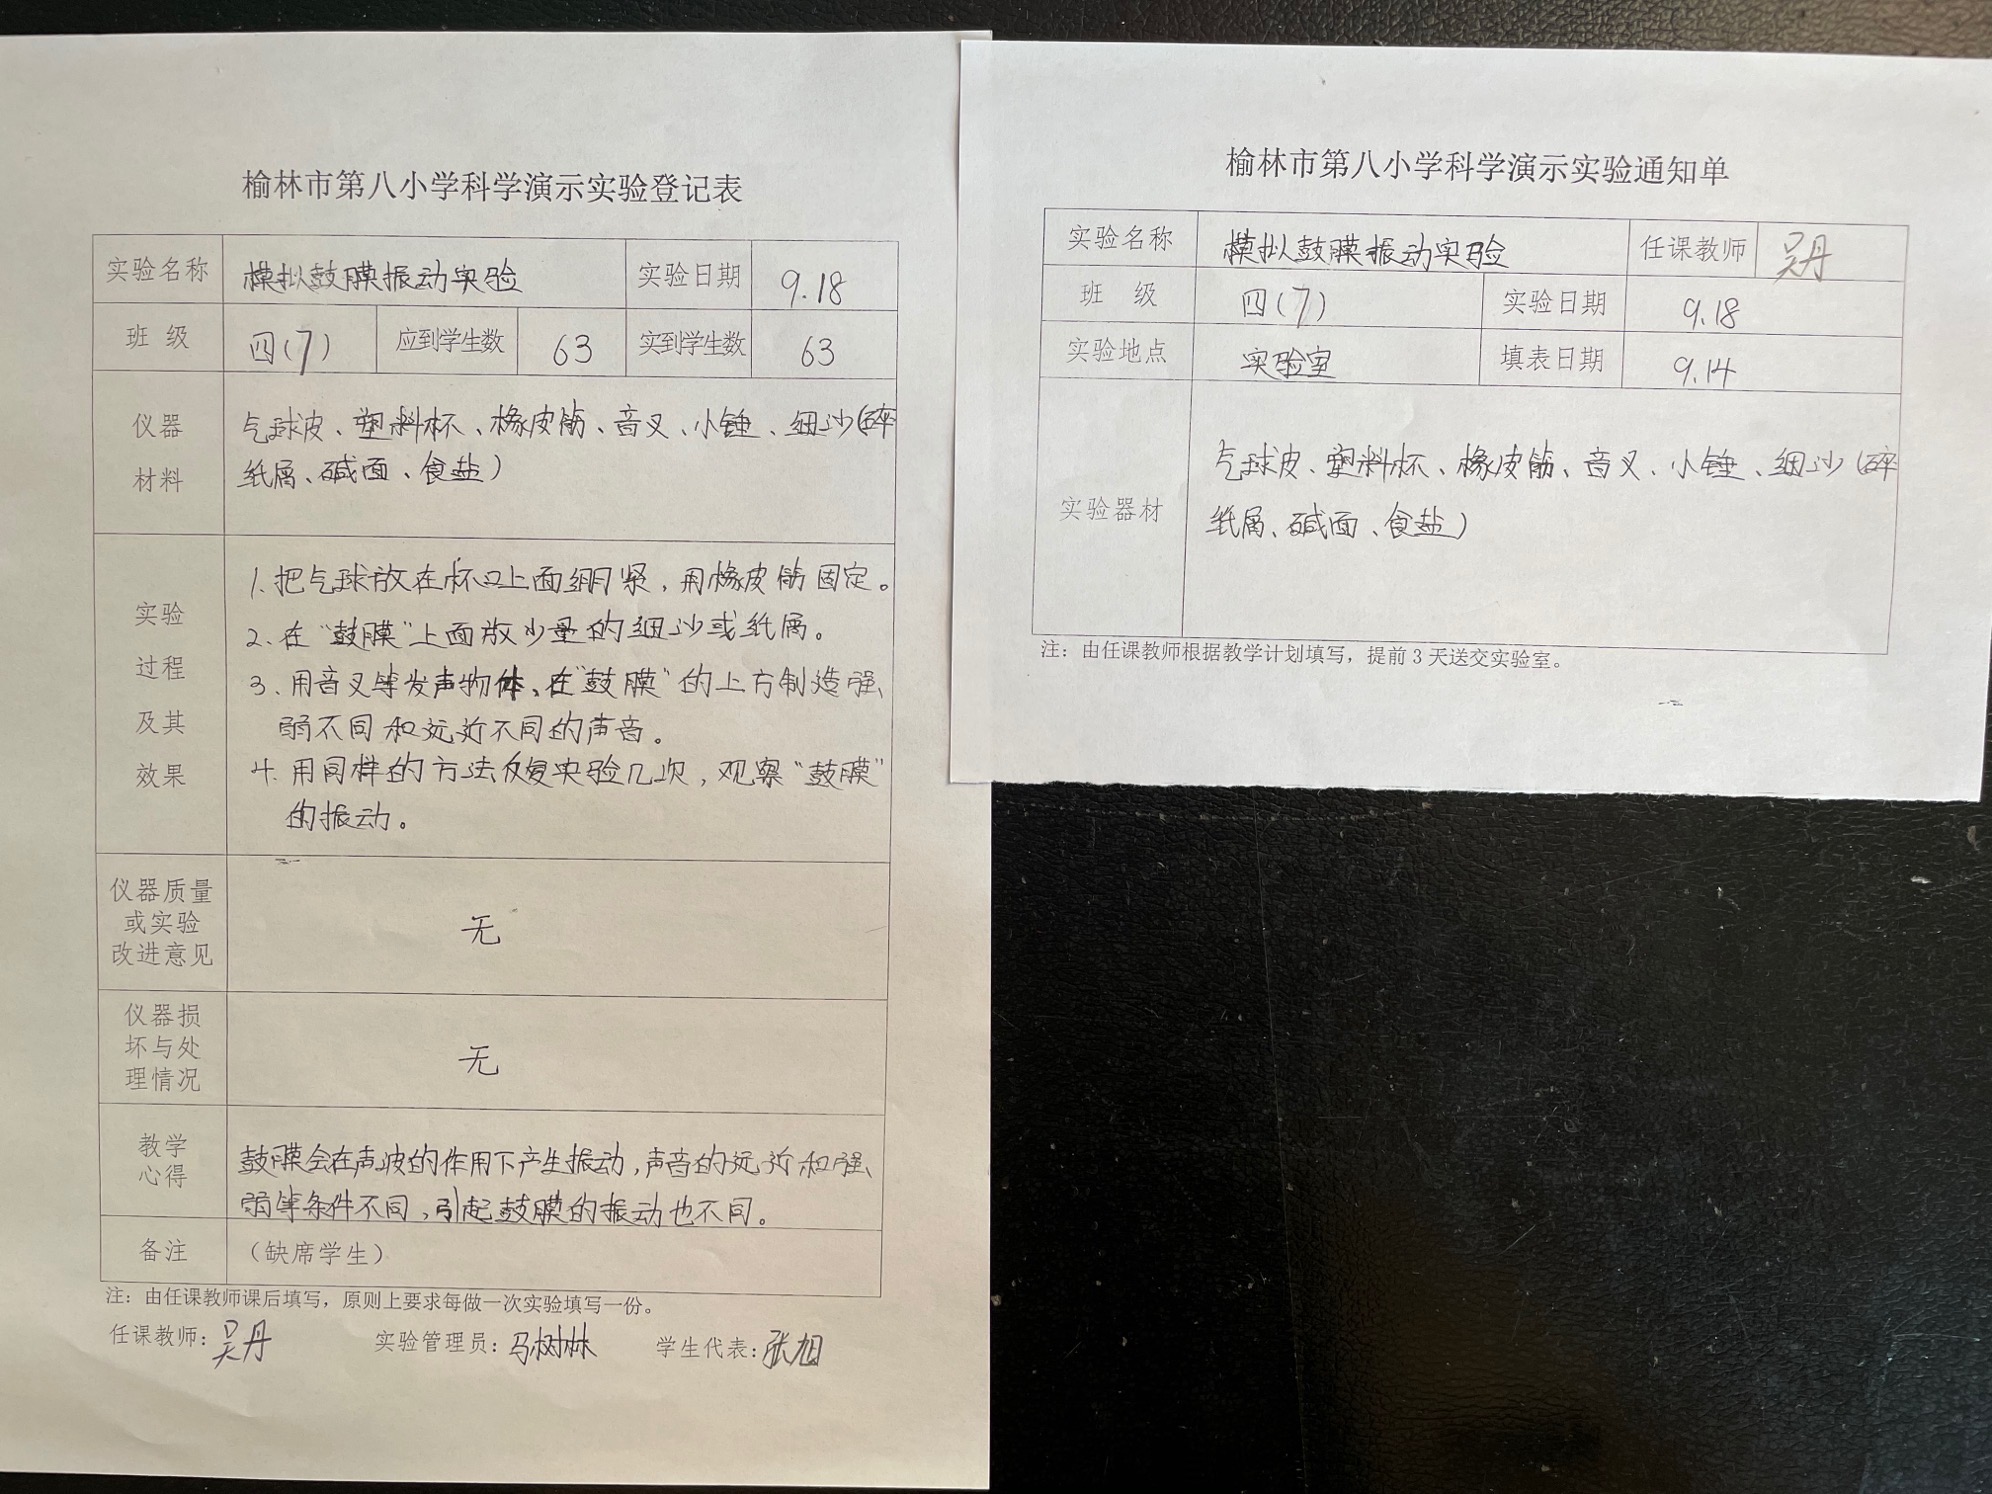 榆林市第八小学科学演示实验登记表
实验名称 模拟鼓膜振动实验 实验日期 9.18
班 级 四(7) 应到学生数 63 实到学生数 63
仪器 气球皮、塑料杯、橡皮筋、音叉、小锤、细沙(碎
材料 纸屑、碱面、食盐)
实验
过程
及其
效果
1.把气球放在杯口上面绷紧,用橡皮筋固定。
2.在“鼓膜”上面放少量的细沙或纸屑。
3.用音叉等发声物体、在“鼓膜”的上方制造强、
弱不同和远近不同的声音。
4.用同样的方法反复实验几次,观察“鼓膜”
的振动。
仪器质量
或实验
改进意见
无
仪器损
坏与处
理情况
无
教学
心得
鼓膜会在声波的作用下产生振动,声音的远近和强、
弱等条件不同,引起鼓膜的振动也不同。
备注 (缺席学生)
注:由任课教师课后填写,原则上要求每做一次实验填写一份。
任课教师:吴丹 实验管理员:马树林 学生代表:张旭
榆林市第八小学科学演示实验通知单
实验名称 模拟鼓膜振动实验 任课教师 吴丹
班 级 四(7) 实验日期 9.18
实验地点 实验室 填表日期 9.14
实验器材
气球皮、塑料杯、橡皮筋、音叉、小锤、细沙(碎
纸屑、碱面、食盐)
注:由任课教师根据教学计划填写,提前3天送交实验室。